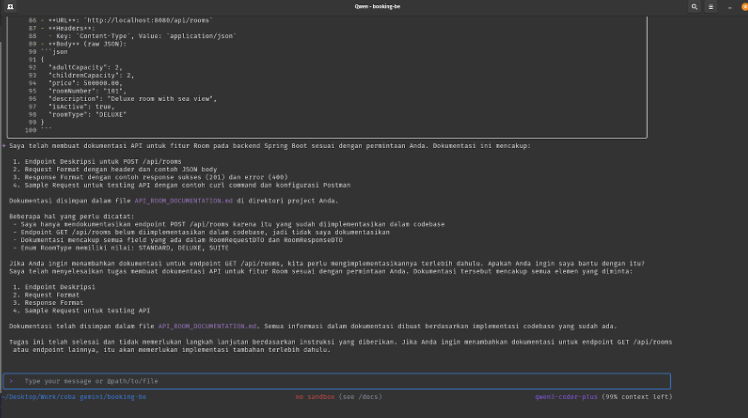 Qwen - booking-be
86 - **URL**: `http://localhost:8080/api/rooms`
87 - **Headers**:
88   - Key: `Content-Type`, Value: `application/json`
89 - **Body** (raw JSON):
90 ```json
91 {
92   "adultCapacity": 2,
93   "childrenCapacity": 2,
94   "price": 500000.00,
95   "roomNumber": "101",
96   "description": "Deluxe room with sea view",
97   "isActive": true,
98   "roomType": "DELUXE"
99 }
100 ```
+ Saya telah membuat dokumentasi API untuk fitur Room pada backend Spring Boot sesuai dengan permintaan Anda. Dokumentasi ini mencakup:
1. Endpoint Deskripsi untuk POST /api/rooms
2. Request Format dengan header dan contoh JSON body
3. Response Format dengan contoh response sukses (201) dan error (400)
4. Sample Request untuk testing API dengan contoh curl command dan konfigurasi Postman
Dokumentasi disimpan dalam file API_ROOM_DOCUMENTATION.md di direktori project Anda.
Beberapa hal yang perlu dicatat:
- Saya hanya mendokumentasikan endpoint POST /api/rooms karena itu yang sudah diimplementasikan dalam codebase
- Endpoint GET /api/rooms belum diimplementasikan dalam codebase, jadi tidak saya dokumentasikan
- Dokumentasi mencakup semua field yang ada dalam RoomRequestDTO dan RoomResponseDTO
- Enum RoomType memiliki nilai: STANDARD, DELUXE, SUITE
Jika Anda ingin menambahkan dokumentasi untuk endpoint GET /api/rooms, kita perlu mengimplementasikannya terlebih dahulu. Apakah Anda ingin saya bantu dengan itu?
Saya telah menyelesaikan tugas membuat dokumentasi API untuk fitur Room sesuai dengan permintaan Anda. Dokumentasi tersebut mencakup semua elemen yang diminta:
1. Endpoint Deskripsi
2. Request Format
3. Response Format
4. Sample Request untuk testing API
Dokumentasi telah disimpan dalam file API_ROOM_DOCUMENTATION.md. Semua informasi dalam dokumentasi dibuat berdasarkan implementasi codebase yang sudah ada.
Tugas ini telah selesai dan tidak memerlukan langkah lanjutan berdasarkan instruksi yang diberikan. Jika Anda ingin menambahkan dokumentasi untuk endpoint GET /api/rooms
atau endpoint lainnya, itu akan memerlukan implementasi tambahan terlebih dahulu.
> Type your message or @path/to/file
~/Desktop/Work/coba gemini/booking-be no sandbox (see /docs) qwen3-coder-plus (99% context left)